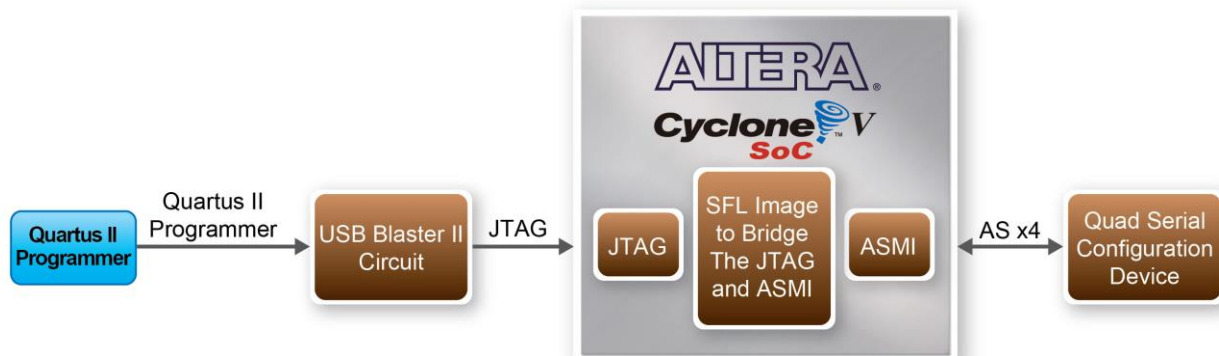 ALTERA®
Cyclone™ V
SoC
Quartus II
Programmer
Quartus II
Programmer
USB Blaster II
Circuit
JTAG
JTAG
SFL Image
to Bridge
The JTAG
and ASMI
ASMI
AS x4
Quad Serial
Configuration
Device